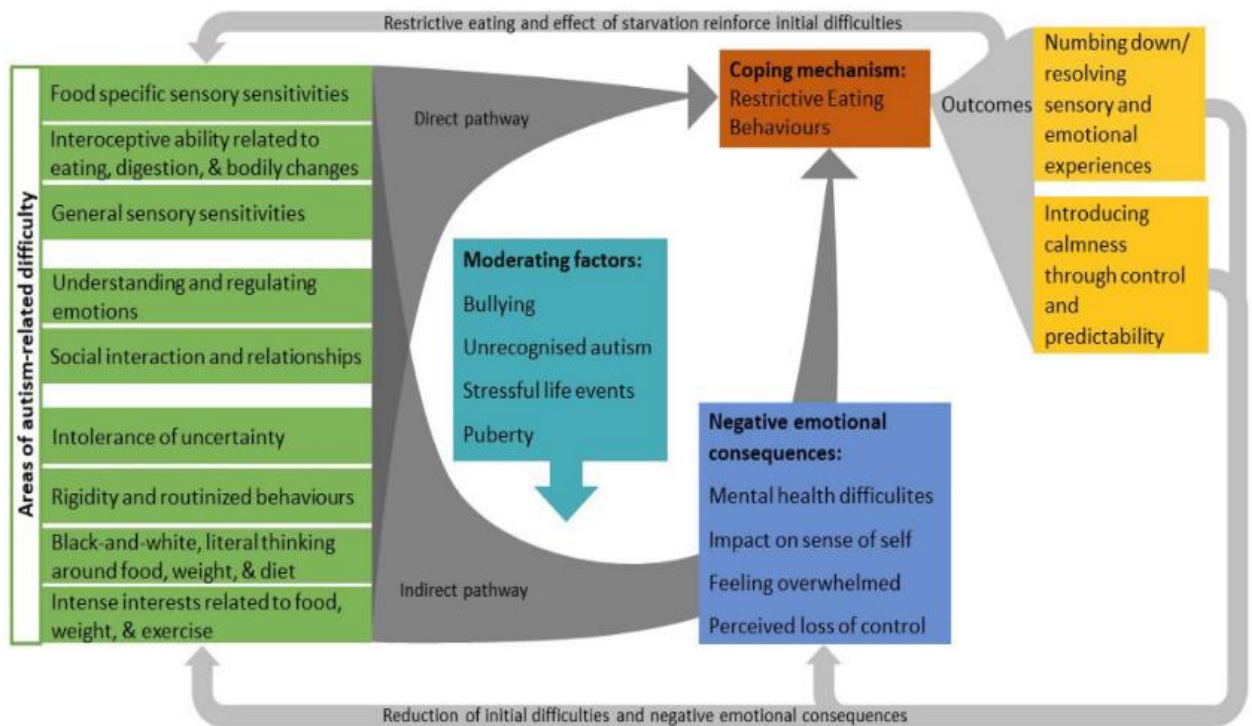 Restrictive eating and effect of starvation reinforce initial difficulties
Areas of autism-related difficulty
Food specific sensory sensitivities
Interoceptive ability related to
eating, digestion, & bodily changes
General sensory sensitivities
Understanding and regulating
emotions
Social interaction and relationships
Intolerance of uncertainty
Rigidity and routinized behaviours
Black-and-white, literal thinking
around food, weight, & diet
Intense interests related to food,
weight, & exercise
Direct pathway
Indirect pathway
Moderating factors:
Bullying
Unrecognised autism
Stressful life events
Puberty
Coping mechanism:
Restrictive Eating
Behaviours
Negative emotional
consequences:
Mental health difficulites
Impact on sense of self
Feeling overwhelmed
Perceived loss of control
Outcomes
Numbing down/
resolving
sensory and
emotional
experiences
Introducing
calmness
through control
and
predictability
Reduction of initial difficulties and negative emotional consequences